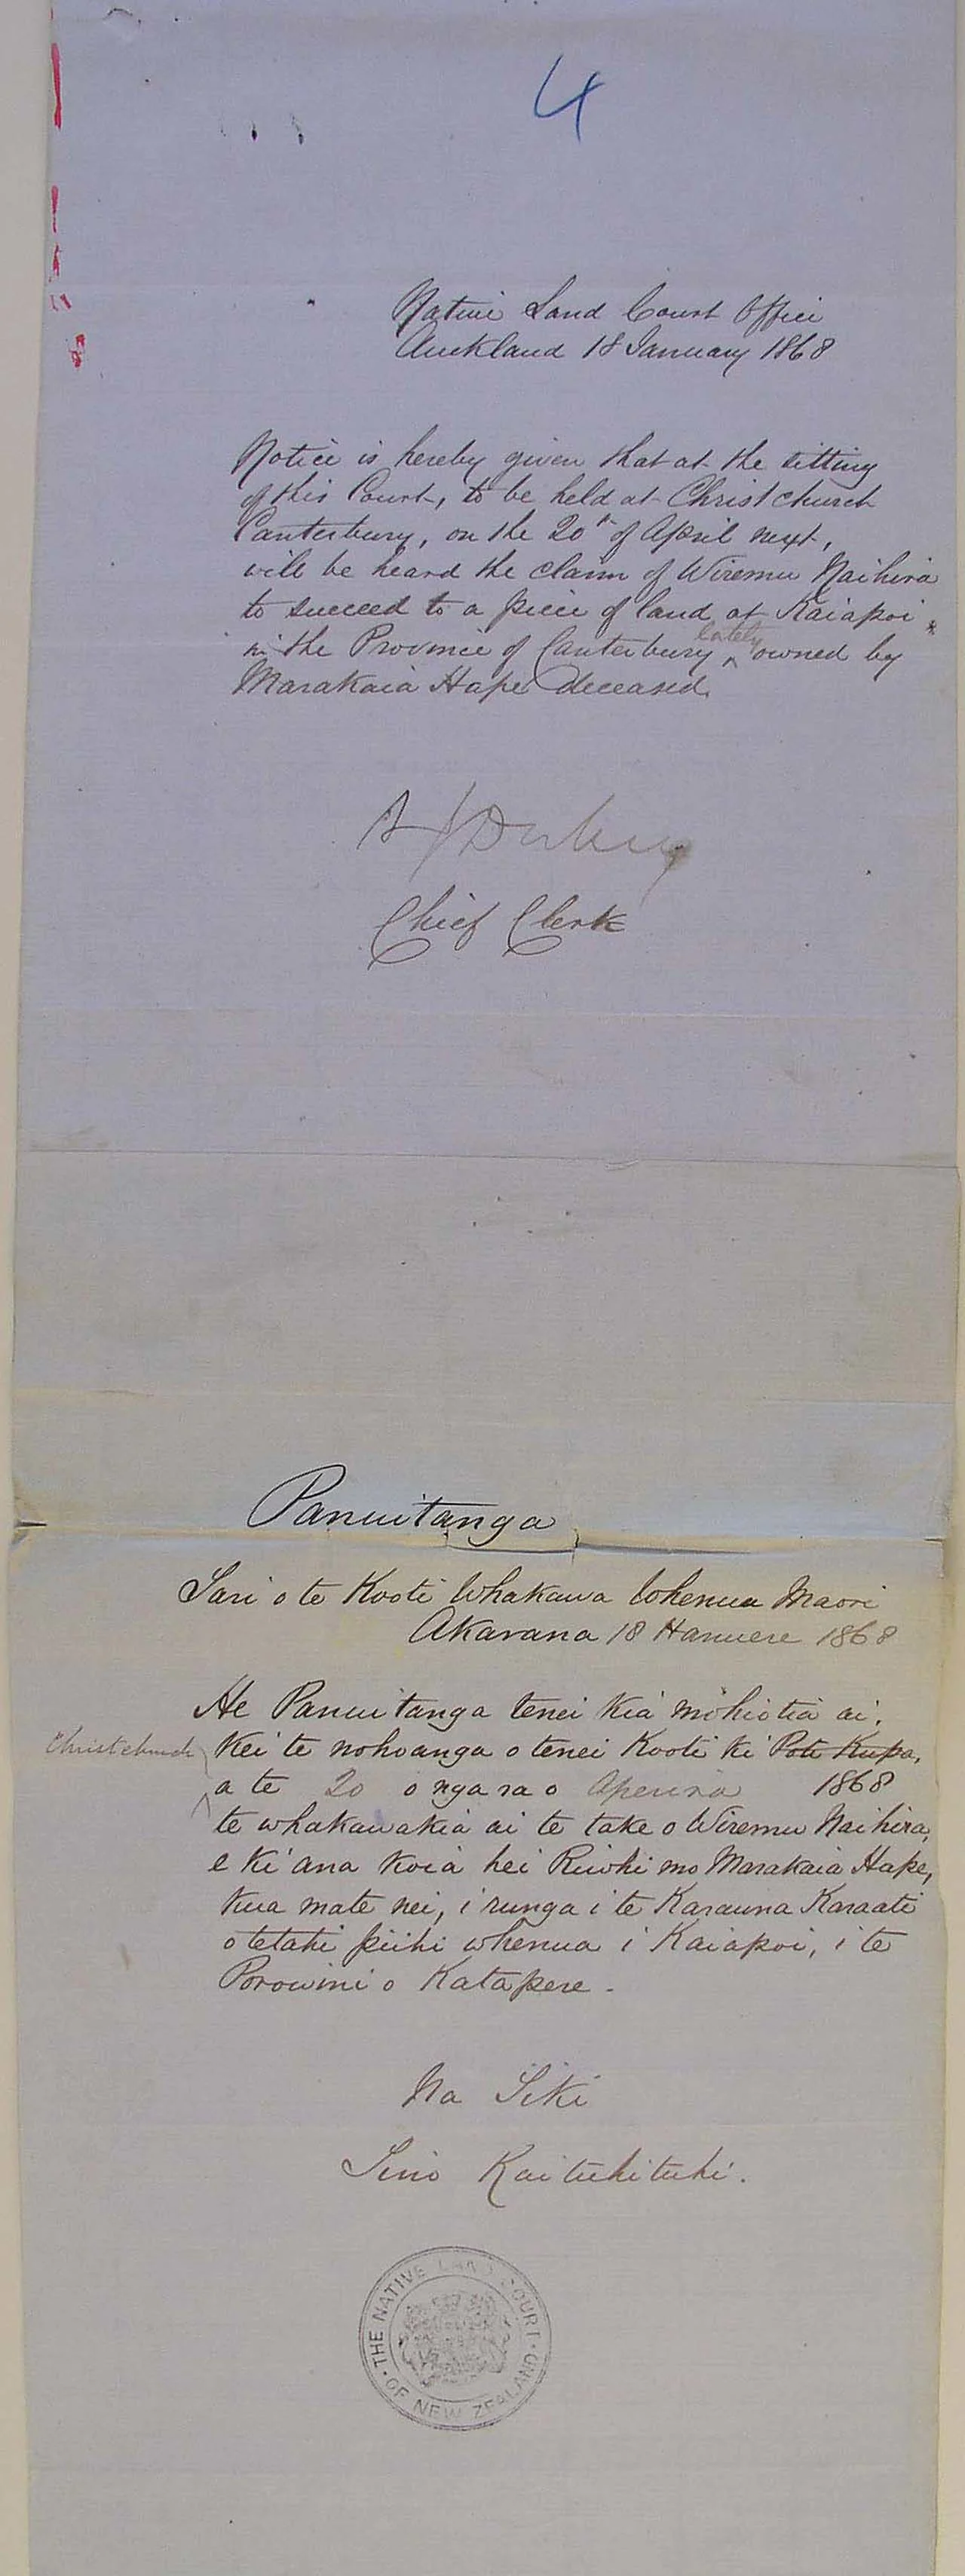 4
Native Land Court Office
Auckland 18 January 1868
Notice is hereby given that at the sitting
of this Court, to be held at Christchurch
Canterbury, on the 20th of April next,
will be heard the claim of Wiremu Naihira
to succeed to a piece of land at Kaiapoi
in the Province of Canterbury lately owned by
Marakaia Hape deceased.
Chief Clerk
Panuitanga
Tari o te Kooti Whakawa Whenua Maori
Akarana 18 Hanuere 1868
He Panuitanga tenei kia mohiotia ai,
Christchurch Kei te nohoanga o tenei Kooti ki Poti Kupa,
a te 20 o nga ra o Aperira 1868
te whakawakia ai te take o Wiremu Naihira,
e ki ana koia hei Riiwhi mo Marakaia Hape,
kua mate nei, i runga i te Karauna Karaati
o tetahi piihi whenua i Kaiapoi, i te
Porowini o Katapere.
Na Tiki
Tino Kaituhituhi.
THE NATIVE LAND COURT OF NEW ZEALAND